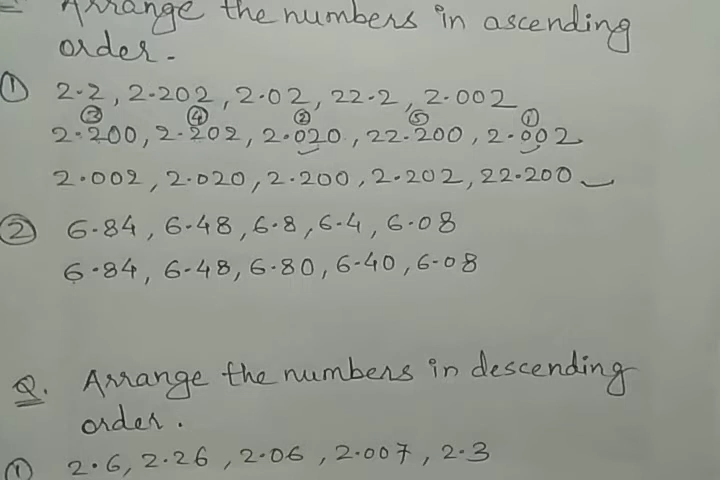 Arrange the numbers in ascending
order.
① 2.2, 2.202, 2.02, 22.2, 2.002
③ ④ ② ⑤ ①
2.200, 2.202, 2.020, 22.200, 2.002
2.002, 2.020, 2.200, 2.202, 22.200
② 6.84, 6.48, 6.8, 6.4, 6.08
6.84, 6.48, 6.80, 6.40, 6.08
Q. Arrange the numbers in descending
order.
① 2.6, 2.26, 2.06, 2.007, 2.3